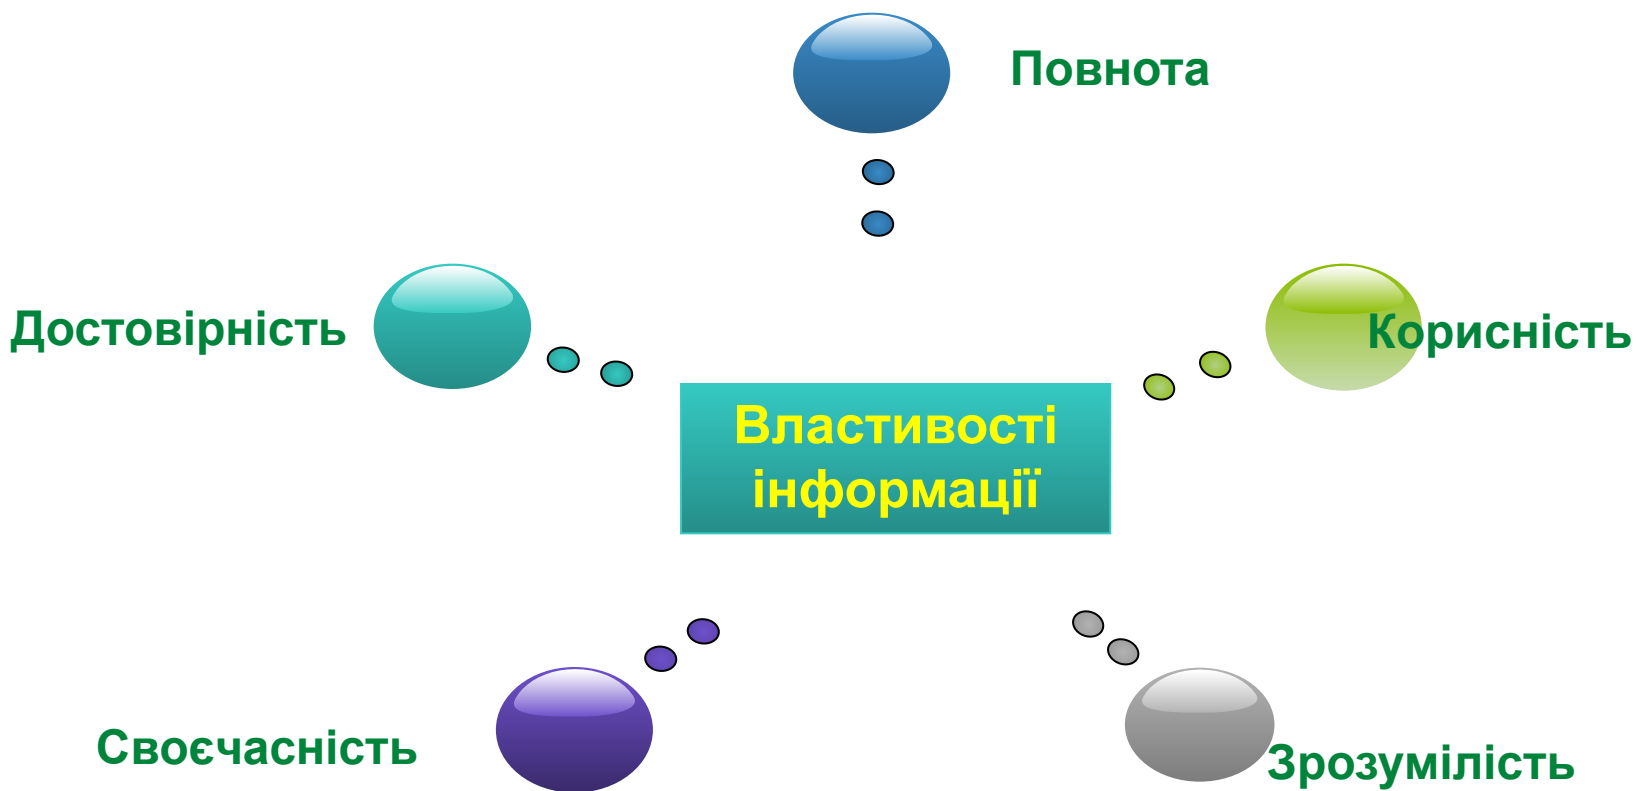 Повнота
Достовірність
Корисність
Властивості
інформації
Своєчасність
Зрозумілість